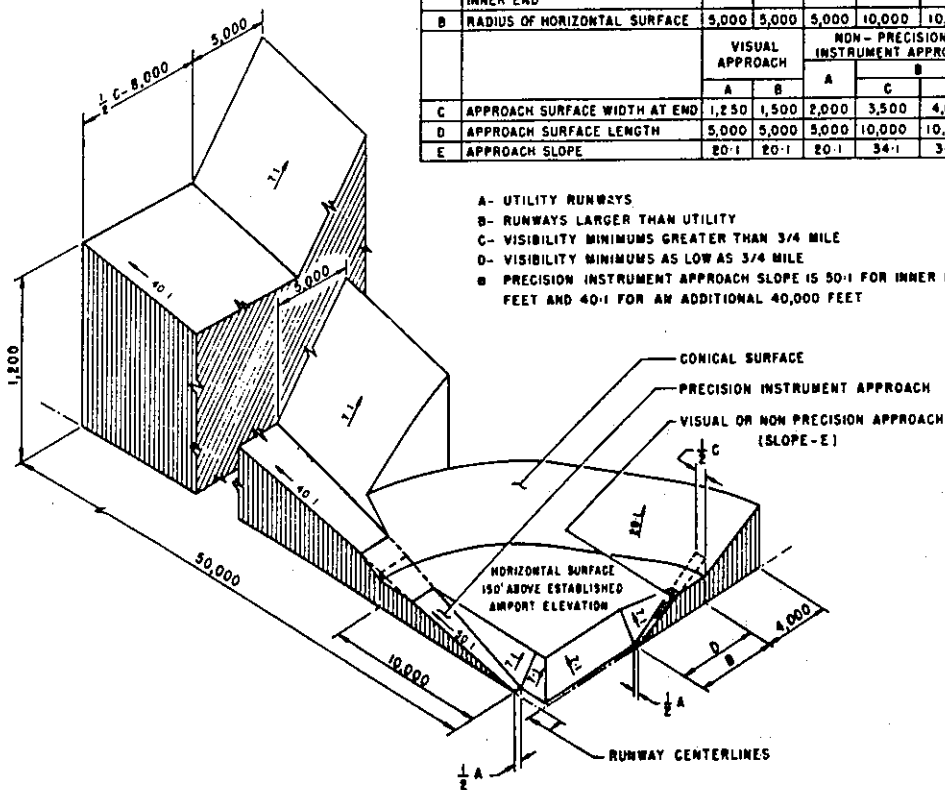 INNER END
B RADIUS OF HORIZONTAL SURFACE 5,000 5,000 5,000 10,000 10,
VISUAL APPROACH
NON-PRECISION
INSTRUMENT APPRO
A B A B
C
C APPROACH SURFACE WIDTH AT END 1,250 1,500 2,000 3,500 4,
D APPROACH SURFACE LENGTH 5,000 5,000 5,000 10,000 10,
E APPROACH SLOPE 20:1 20:1 20:1 34:1 3
A- UTILITY RUNWAYS
B- RUNWAYS LARGER THAN UTILITY
C- VISIBILITY MINIMUMS GREATER THAN 3/4 MILE
D- VISIBILITY MINIMUMS AS LOW AS 3/4 MILE
PRECISION INSTRUMENT APPROACH SLOPE IS 50:1 FOR INNER
FEET AND 40:1 FOR AN ADDITIONAL 40,000 FEET
5,000
1/2 C-8,000
7:1
40:1
5,000
1,200
7:1
CONICAL SURFACE
PRECISION INSTRUMENT APPROACH
VISUAL OR NON PRECISION APPROACH
(SLOPE-E)
1/2 C
40:1
20:1
HORIZONTAL SURFACE
150' ABOVE ESTABLISHED
AIRPORT ELEVATION
50,000
7:1
7:1
7:1
7:1
4,000
D
B
10,000
1/2 A
RUNWAY CENTERLINES
1/2 A